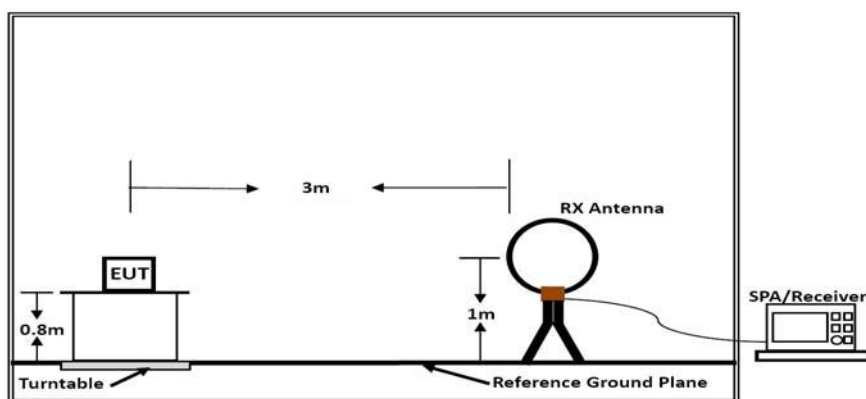 3m
RX Antenna
EUT
SPA/Receiver
0.8m
1m
Turntable
Reference Ground Plane